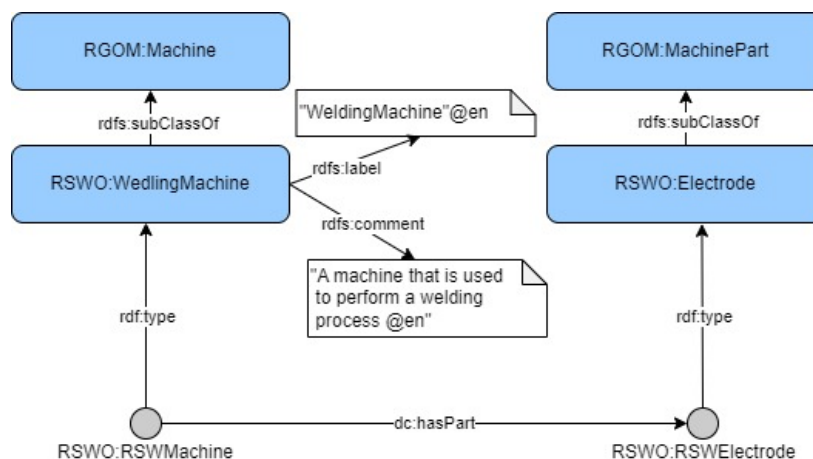 RGOM:Machine
RGOM:MachinePart
"WeldingMachine"@en
rdfs:subClassOf
rdfs:subClassOf
rdfs:label
RSWO:WedlingMachine
RSWO:Electrode
rdfs:comment
"A machine that is used
to perform a welding
process @en"
rdf:type
rdf:type
dc:hasPart
RSWO:RSWMachine
RSWO:RSWElectrode